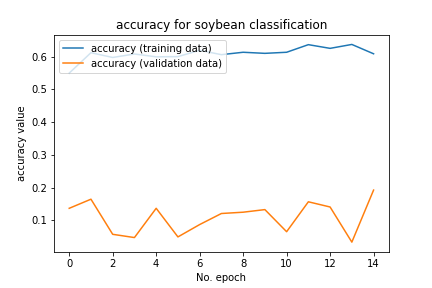 accuracy for soybean classification
accuracy (training data)
accuracy (validation data)
accuracy value
0.6
0.5
0.4
0.3
0.2
0.1
0 2 4 6 8 10 12 14
No. epoch